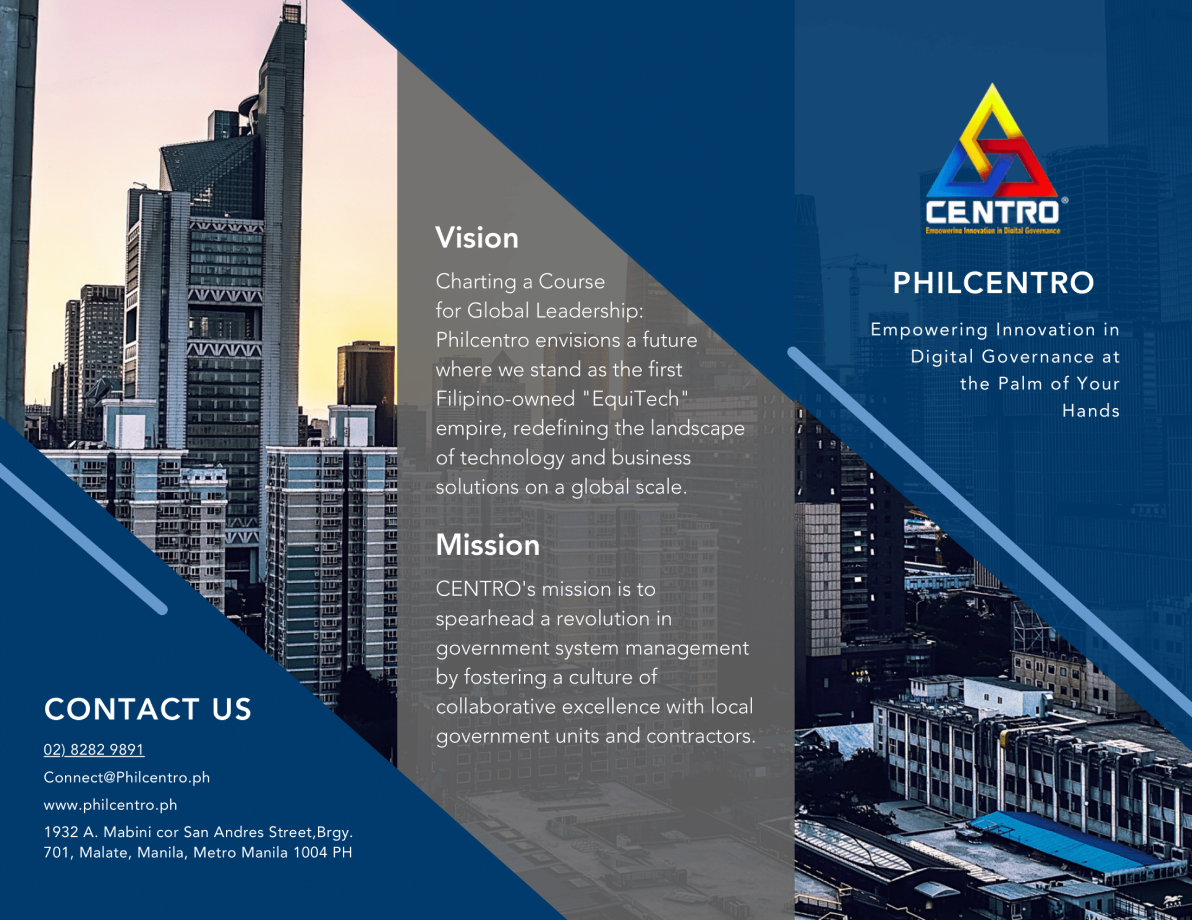 Vision
Charting a Course
for Global Leadership:
Philcentro envisions a future
where we stand as the first
Filipino-owned "EquiTech"
empire, redefining the landscape
of technology and business
solutions on a global scale.
Mission
CENTRO's mission is to
spearhead a revolution in
government system management
by fostering a culture of
collaborative excellence with local
government units and contractors.
CONTACT US
02) 8282 9891
Connect@Philcentro.ph
www.philcentro.ph
1932 A. Mabini cor San Andres Street,Brgy.
701, Malate, Manila, Metro Manila 1004 PH
CENTRO®
Empowering Innovation in Digital Governance
PHILCENTRO
Empowering Innovation in
Digital Governance at
the Palm of Your
Hands